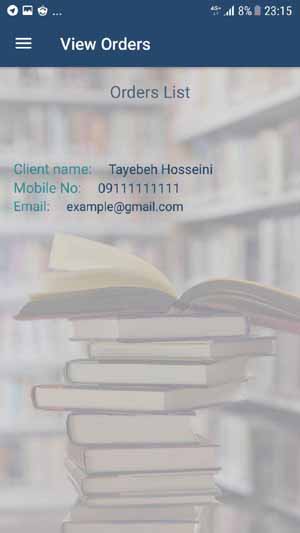 4G+ 8% 23:15
View Orders
Orders List
Client name: Tayebeh Hosseini
Mobile No: 09111111111
Email: example@gmail.com